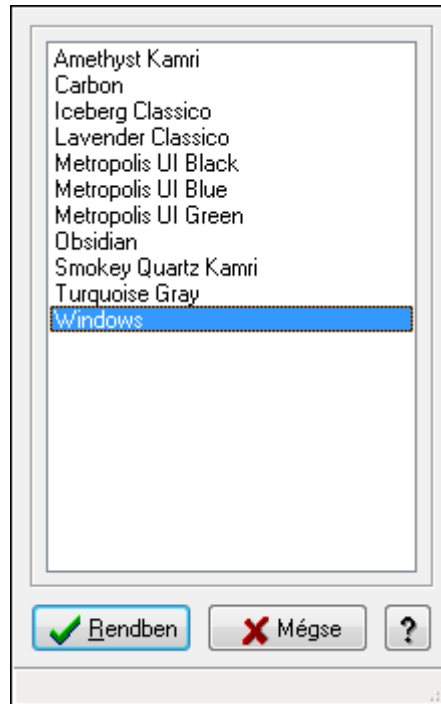 Amethyst Kamri
Carbon
Iceberg Classico
Lavender Classico
Metropolis UI Black
Metropolis UI Blue
Metropolis UI Green
Obsidian
Smokey Quartz Kamri
Turquoise Gray
Windows
Rendben Mégse ?